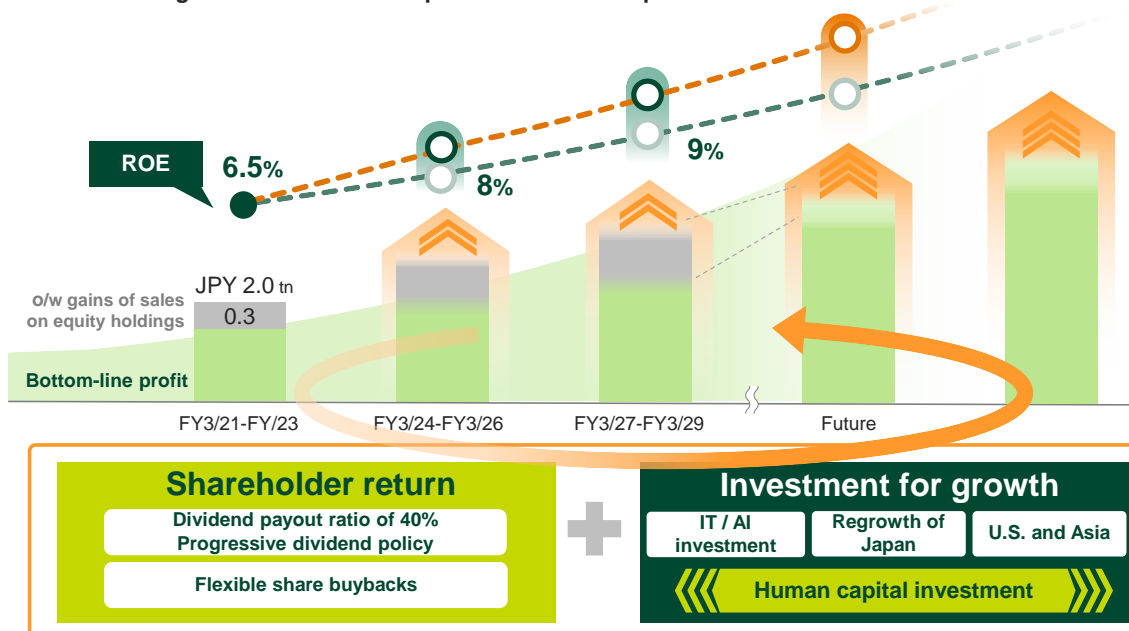 ROE
6.5%
8%
9%
JPY 2.0 tn
o/w gains of sales
on equity holdings
0.3
Bottom-line profit
FY3/21-FY/23
FY3/24-FY3/26
FY3/27-FY3/29
Future
Shareholder return
Dividend payout ratio of 40%
Progressive dividend policy
Flexible share buybacks
Investment for growth
IT / AI
investment
Regrowth of
Japan
U.S. and Asia
Human capital investment